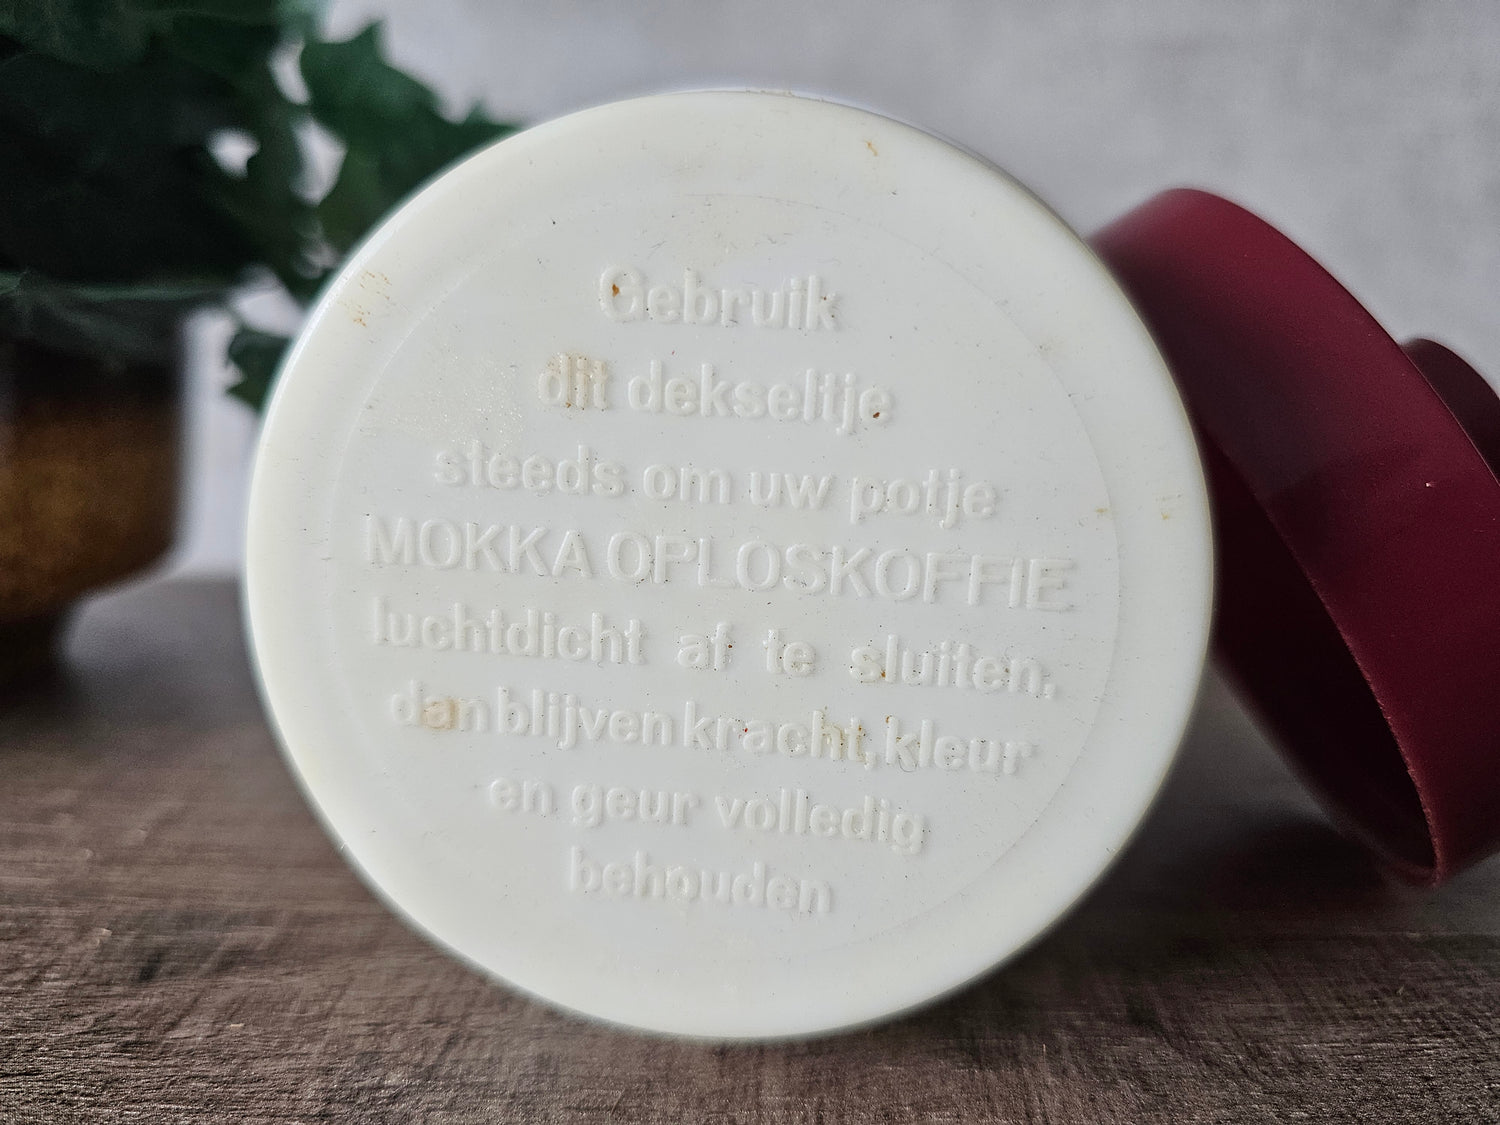 Gebruik
dit dekseltje
steeds om uw potje
MOKKA OPLOSKOFFIE
luchtdicht af te sluiten.
dan blijven kracht, kleur
en geur volledig
behouden